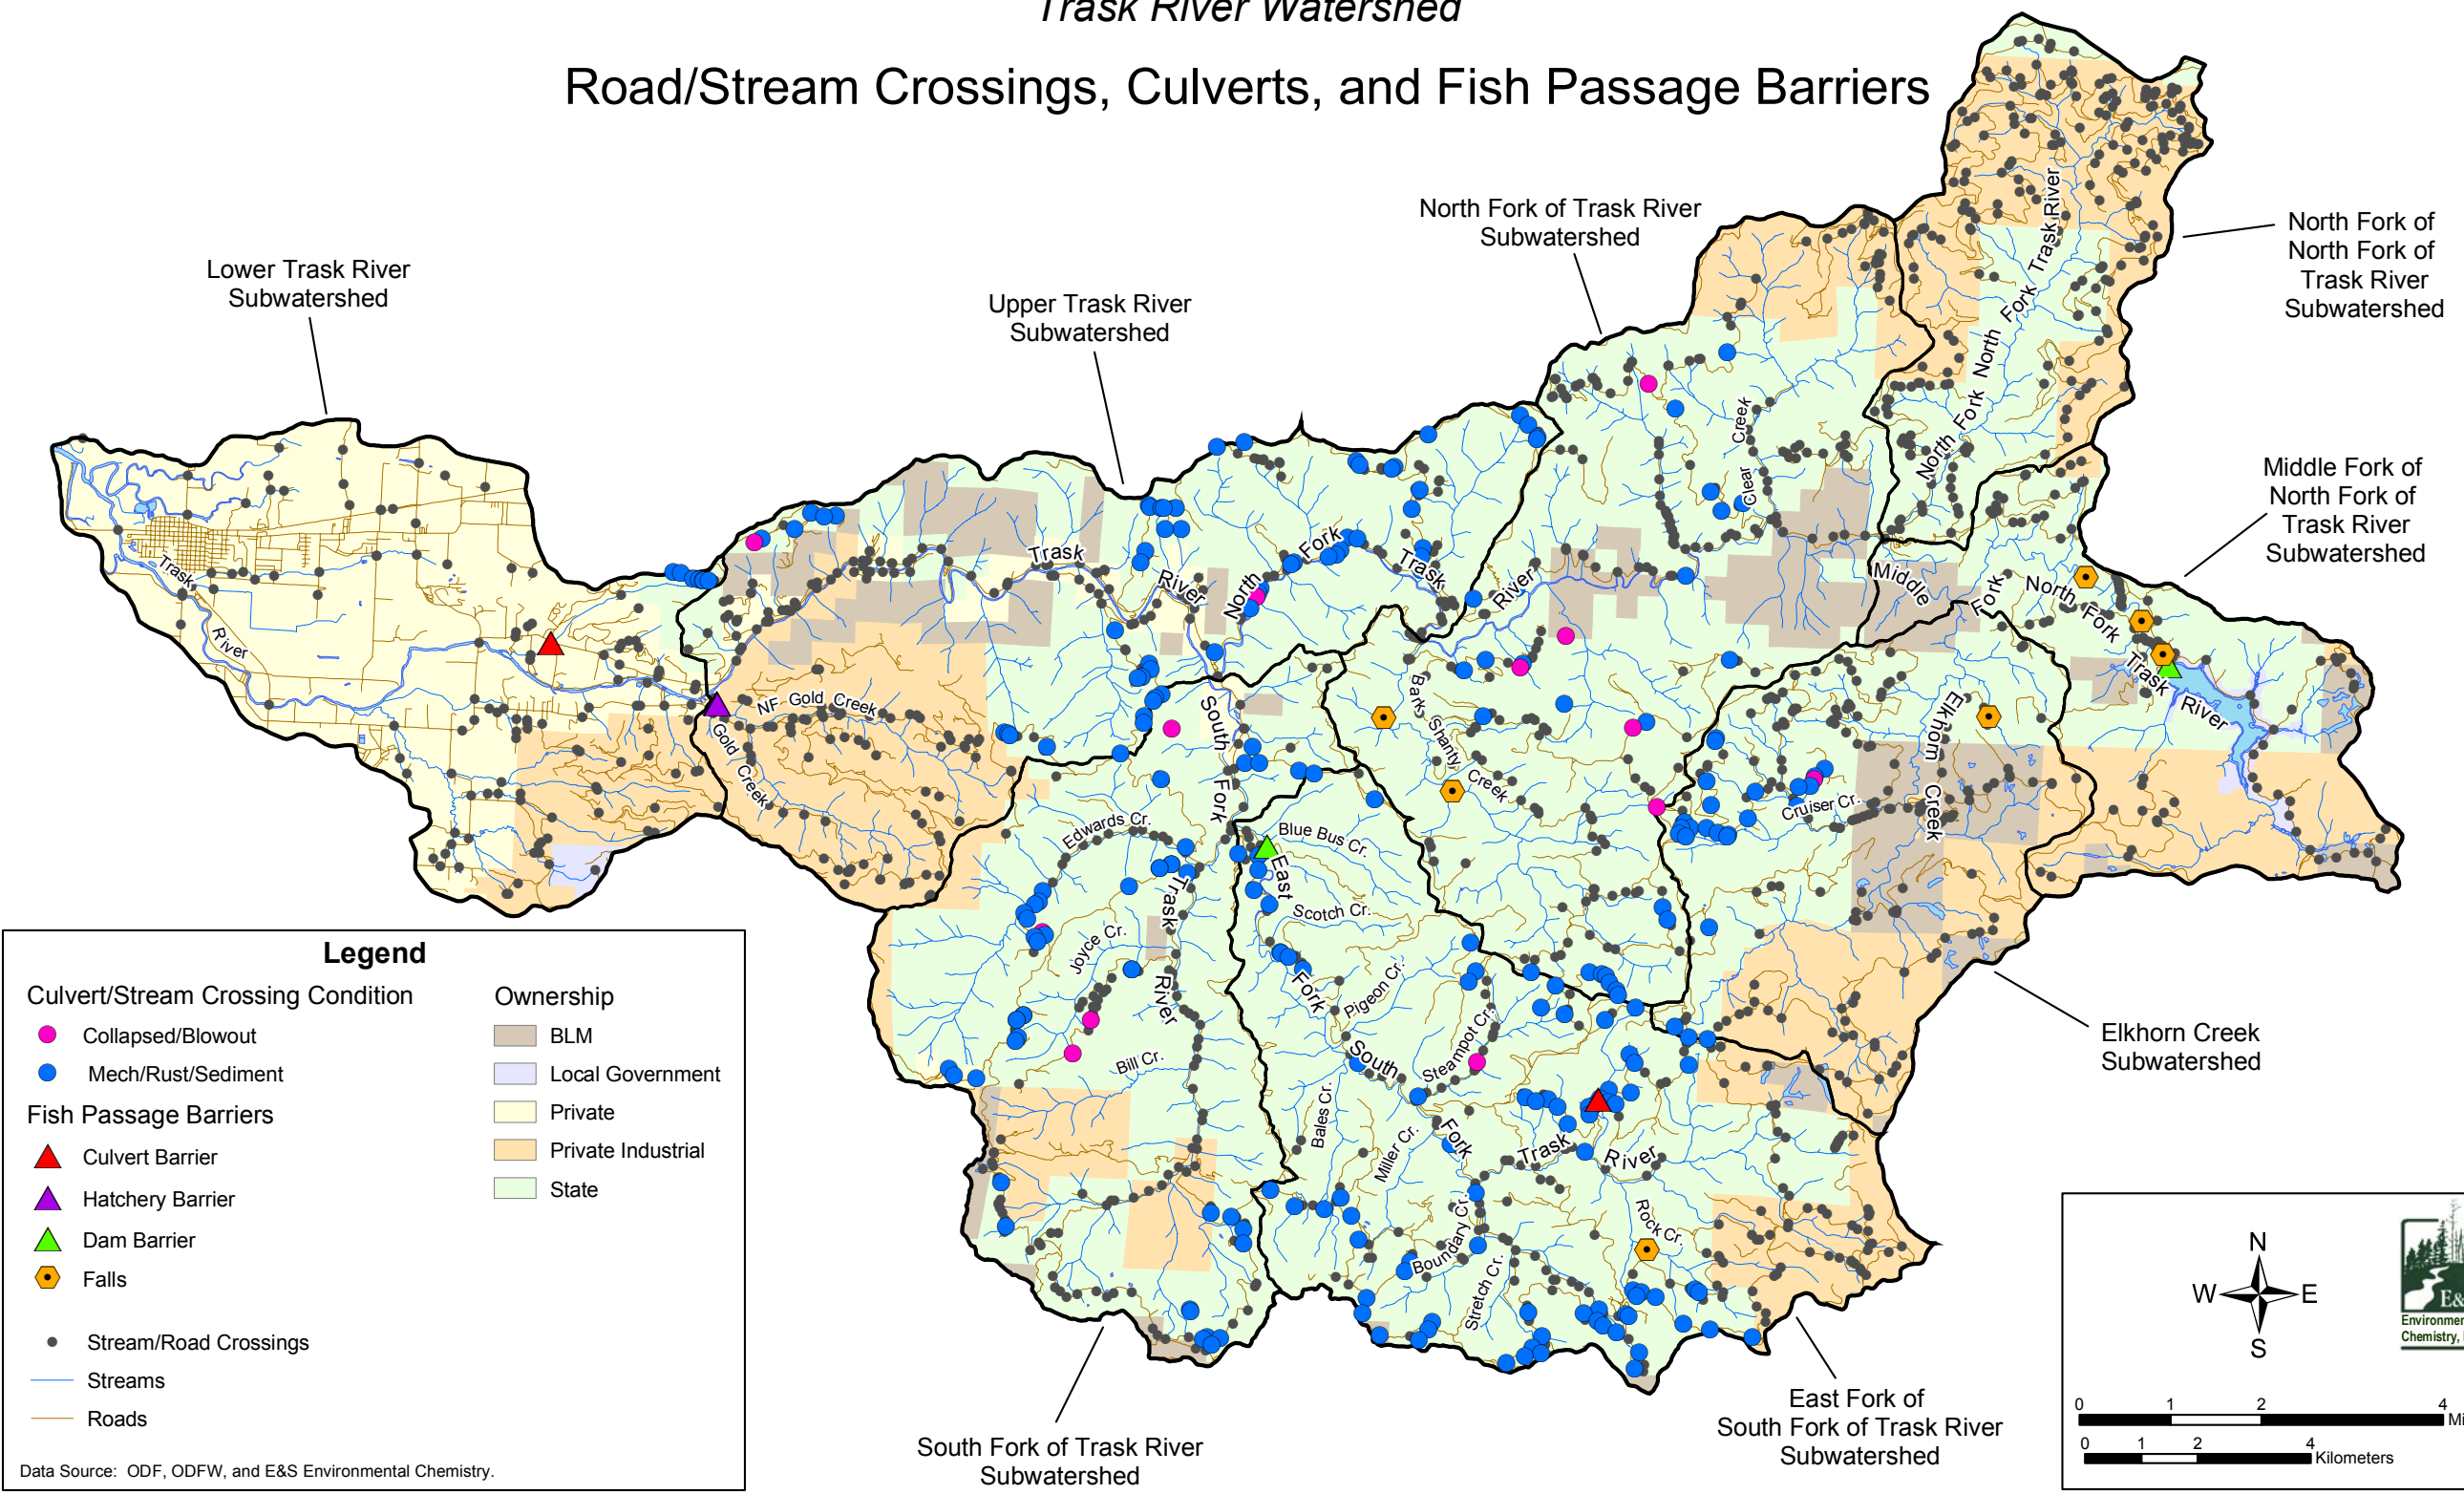 Trask River Watershed
Road/Stream Crossings, Culverts, and Fish Passage Barriers
North Fork of Trask River
Subwatershed
North Fork of
North Fork of
Trask River
Subwatershed
Lower Trask River
Subwatershed
Upper Trask River
Subwatershed
Middle Fork of
North Fork of
Trask River
Subwatershed
North Fork North Fork Trask River
Clear Creek
Trask River
Trask River
North Fork Trask River
Middle Fork North Fork Trask River
NF Gold Creek
Gold Creek
South Fork Trask River
Barks Shanty Creek
Elkhorn Creek
Cruiser Cr.
Edwards Cr.
Blue Bus Cr.
East Fork South Fork Trask River
Scotch Cr.
Joyce Cr.
Pigeon Cr.
Steampot Cr.
Bill Cr.
Bales Cr.
Miller Cr.
Boundary Cr.
Stretch Cr.
Rock Cr.
Elkhorn Creek
Subwatershed
East Fork of
South Fork of Trask River
Subwatershed
South Fork of Trask River
Subwatershed
Legend
Culvert/Stream Crossing Condition
Collapsed/Blowout
Mech/Rust/Sediment
Fish Passage Barriers
Culvert Barrier
Hatchery Barrier
Dam Barrier
Falls
Stream/Road Crossings
Streams
Roads
Ownership
BLM
Local Government
Private
Private Industrial
State
Data Source: ODF, ODFW, and E&S Environmental Chemistry.
N
W E
S
E&
Chemistry,
0 1 2 4
Mi
0 1 2 4
Kilometers